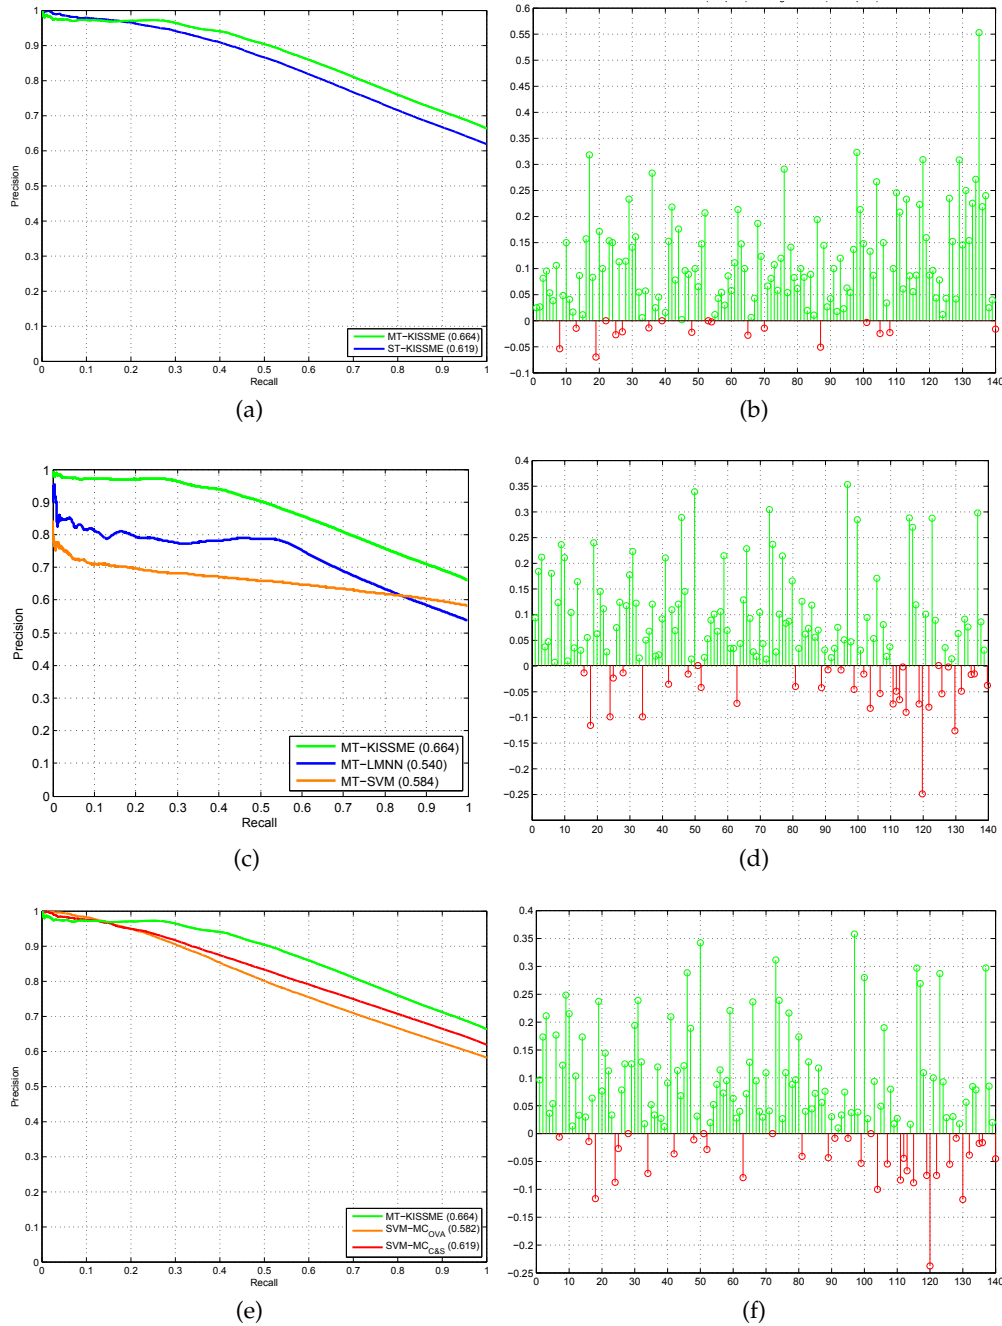 1
0.9
0.8
0.7
0.6
0.5
0.4
0.3
0.2
0.1
0
Precision
0 0.1 0.2 0.3 0.4 0.5 0.6 0.7 0.8 0.9 1
Recall
MT-KISSME (0.664)
ST-KISSME (0.619)
(a)
0.6
0.55
0.5
0.45
0.4
0.35
0.3
0.25
0.2
0.15
0.1
0.05
0
-0.05
-0.1
0 10 20 30 40 50 60 70 80 90 100 110 120 130 140
(b)
1
0.9
0.8
0.7
0.6
0.5
0.4
0.3
0.2
0.1
0
Precision
0 0.1 0.2 0.3 0.4 0.5 0.6 0.7 0.8 0.9 1
Recall
MT-KISSME (0.664)
MT-LMNN (0.540)
MT-SVM (0.584)
(c)
0.4
0.35
0.3
0.25
0.2
0.15
0.1
0.05
0
-0.05
-0.1
-0.15
-0.2
-0.25
0 10 20 30 40 50 60 70 80 90 100 110 120 130 140
(d)
1
0.9
0.8
0.7
0.6
0.5
0.4
0.3
0.2
0.1
0
Precision
0 0.1 0.2 0.3 0.4 0.5 0.6 0.7 0.8 0.9 1
Recall
MT-KISSME (0.664)
SVM-MC_OVA (0.582)
SVM-MC_C&S (0.619)
(e)
0.4
0.35
0.3
0.25
0.2
0.15
0.1
0.05
0
-0.05
-0.1
-0.15
-0.2
-0.25
0 10 20 30 40 50 60 70 80 90 100 110 120 130 140
(f)